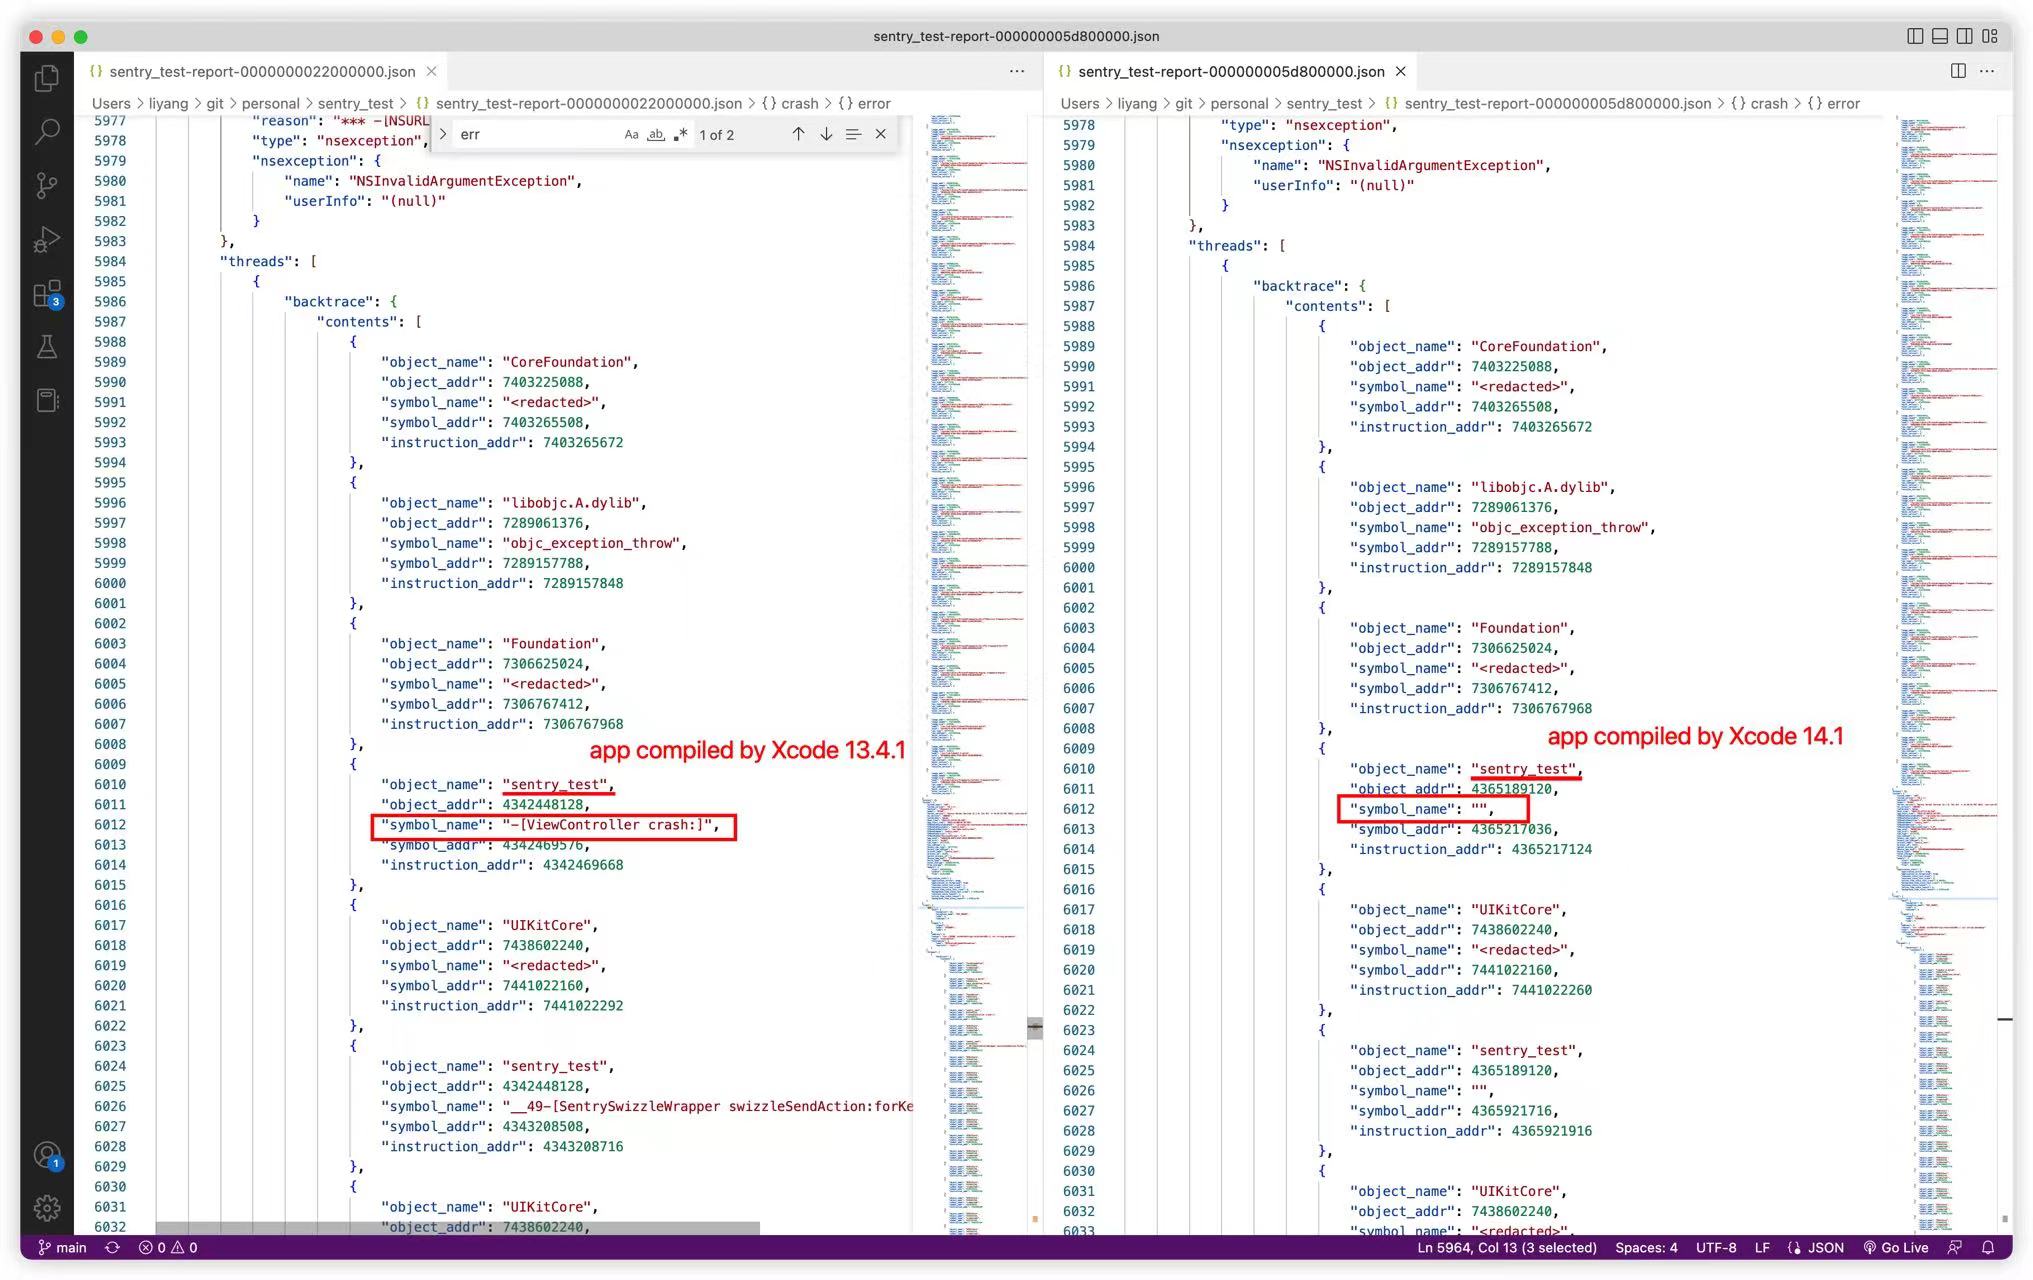 sentry_test-report-000000005d800000.json
{} sentry_test-report-0000000022000000.json
Users > liyang > git > personal > sentry_test > {} sentry_test-report-0000000022000000.json > {} crash > {} error
err
Aa ab .* 1 of 2
5977 "reason": "*** -[NSURL
5978 "type": "nsexception",
5979 "nsexception": {
5980 "name": "NSInvalidArgumentException",
5981 "userInfo": "(null)"
5982 }
5983 },
5984 "threads": [
5985 {
5986 "backtrace": {
5987 "contents": [
5988 {
5989 "object_name": "CoreFoundation",
5990 "object_addr": 7403225088,
5991 "symbol_name": "<redacted>",
5992 "symbol_addr": 7403265508,
5993 "instruction_addr": 7403265672
5994 },
5995 {
5996 "object_name": "libobjc.A.dylib",
5997 "object_addr": 7289061376,
5998 "symbol_name": "objc_exception_throw",
5999 "symbol_addr": 7289157788,
6000 "instruction_addr": 7289157848
6001 },
6002 {
6003 "object_name": "Foundation",
6004 "object_addr": 7306625024,
6005 "symbol_name": "<redacted>",
6006 "symbol_addr": 7306767412,
6007 "instruction_addr": 7306767968
6008 },
app compiled by Xcode 13.4.1
6009 {
6010 "object_name": "sentry_test",
6011 "object_addr": 4342448128,
6012 "symbol_name": "-[ViewController crash:]",
6013 "symbol_addr": 4342469576,
6014 "instruction_addr": 4342469668
6015 },
6016 {
6017 "object_name": "UIKitCore",
6018 "object_addr": 7438602240,
6019 "symbol_name": "<redacted>",
6020 "symbol_addr": 7441022160,
6021 "instruction_addr": 7441022292
6022 },
6023 {
6024 "object_name": "sentry_test",
6025 "object_addr": 4342448128,
6026 "symbol_name": "__49-[SentrySwizzleWrapper swizzleSendAction:forKe
6027 "symbol_addr": 4343208508,
6028 "instruction_addr": 4343208716
6029 },
6030 {
6031 "object_name": "UIKitCore",
6032 "object_addr": 7438602240,
{} sentry_test-report-000000005d800000.json
Users > liyang > git > personal > sentry_test > {} sentry_test-report-000000005d800000.json > {} crash > {} error
5978 "type": "nsexception",
5979 "nsexception": {
5980 "name": "NSInvalidArgumentException",
5981 "userInfo": "(null)"
5982 }
5983 },
5984 "threads": [
5985 {
5986 "backtrace": {
5987 "contents": [
5988 {
5989 "object_name": "CoreFoundation",
5990 "object_addr": 7403225088,
5991 "symbol_name": "<redacted>",
5992 "symbol_addr": 7403265508,
5993 "instruction_addr": 7403265672
5994 },
5995 {
5996 "object_name": "libobjc.A.dylib",
5997 "object_addr": 7289061376,
5998 "symbol_name": "objc_exception_throw",
5999 "symbol_addr": 7289157788,
6000 "instruction_addr": 7289157848
6001 },
6002 {
6003 "object_name": "Foundation",
6004 "object_addr": 7306625024,
6005 "symbol_name": "<redacted>",
6006 "symbol_addr": 7306767412,
6007 "instruction_addr": 7306767968
6008 },
app compiled by Xcode 14.1
6009 {
6010 "object_name": "sentry_test",
6011 "object_addr": 4365189120,
6012 "symbol_name": "",
6013 "symbol_addr": 4365217036,
6014 "instruction_addr": 4365217124
6015 },
6016 {
6017 "object_name": "UIKitCore",
6018 "object_addr": 7438602240,
6019 "symbol_name": "<redacted>",
6020 "symbol_addr": 7441022160,
6021 "instruction_addr": 7441022260
6022 },
6023 {
6024 "object_name": "sentry_test",
6025 "object_addr": 4365189120,
6026 "symbol_name": "",
6027 "symbol_addr": 4365921716,
6028 "instruction_addr": 4365921916
6029 },
6030 {
6031 "object_name": "UIKitCore",
6032 "object_addr": 7438602240,
6033 "symbol_name": "<redacted>",
3
1
main 0 0 Ln 5964, Col 13 (3 selected) Spaces: 4 UTF-8 LF {} JSON Go Live